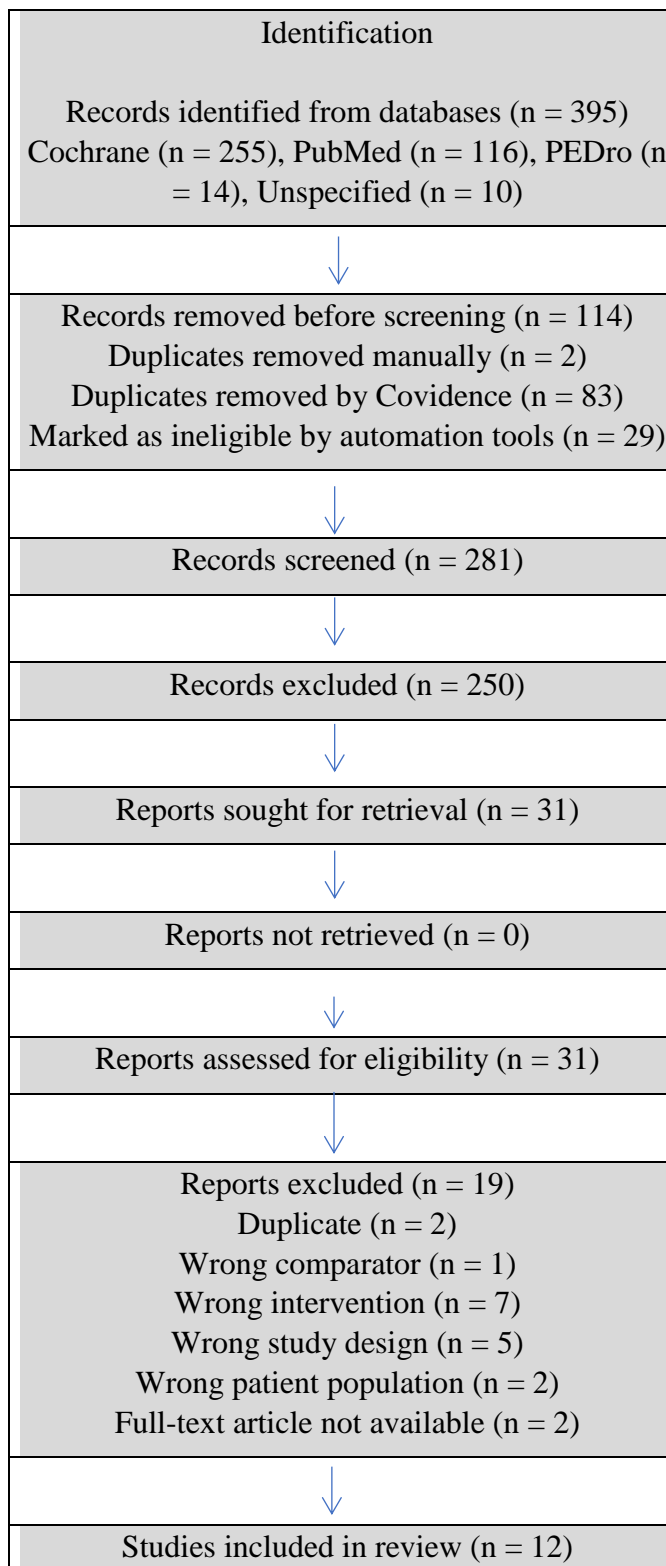 Identification
Records identified from databases (n = 395)
Cochrane (n = 255), PubMed (n = 116), PEDro (n
= 14), Unspecified (n = 10)
Records removed before screening (n = 114)
Duplicates removed manually (n = 2)
Duplicates removed by Covidence (n = 83)
Marked as ineligible by automation tools (n = 29)
Records screened (n = 281)
Records excluded (n = 250)
Reports sought for retrieval (n = 31)
Reports not retrieved (n = 0)
Reports assessed for eligibility (n = 31)
Reports excluded (n = 19)
Duplicate (n = 2)
Wrong comparator (n = 1)
Wrong intervention (n = 7)
Wrong study design (n = 5)
Wrong patient population (n = 2)
Full-text article not available (n = 2)
Studies included in review (n = 12)